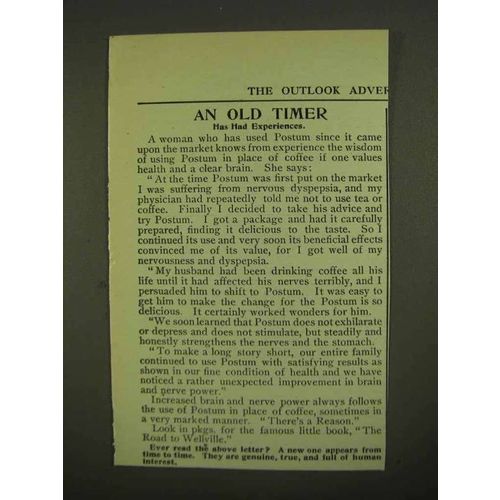 THE OUTLOOK ADVER
AN OLD TIMER
Has Had Experiences.
A woman who has used Postum since it came
upon the market knows from experience the wisdom
of using Postum in place of coffee if one values
health and a clear brain. She says:
"At the time Postum was first put on the market
I was suffering from nervous dyspepsia, and my
physician had repeatedly told me not to use tea or
coffee. Finally I decided to take his advice and
try Postum. I got a package and had it carefully
prepared, finding it delicious to the taste. So I
continued its use and very soon its beneficial effects
convinced me of its value, for I got well of my
nervousness and dyspepsia.
"My husband had been drinking coffee all his
life until it had affected his nerves terribly, and I
persuaded him to shift to Postum. It was easy to
get him to make the change for the Postum is so
delicious. It certainly worked wonders for him.
"We soon learned that Postum does not exhilarate
or depress and does not stimulate, but steadily and
honestly strengthens the nerves and the stomach.
"To make a long story short, our entire family
continued to use Postum with satisfying results as
shown in our fine condition of health and we have
noticed a rather unexpected improvement in brain
and nerve power."
Increased brain and nerve power always follows
the use of Postum in place of coffee, sometimes in
a very marked manner. "There's a Reason."
Look in pkgs. for the famous little book, "The
Road to Wellville."
Ever read the above letter? A new one appears from
time to time. They are genuine, true, and full of human
interest.